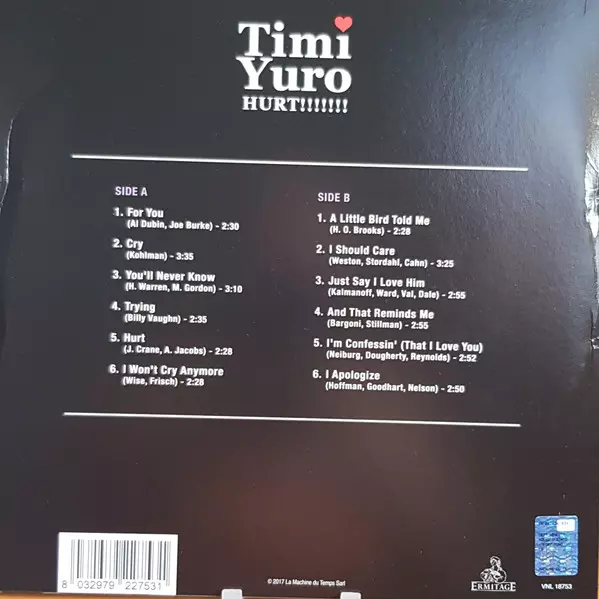 Timi
Yuro
HURT!!!!!!!
SIDE A
1. For You
(Al Dubin, Joe Burke) - 2:30
2. Cry
(Kohlman) - 3:35
3. You'll Never Know
(H. Warren, M. Gordon) - 3:10
4. Trying
(Billy Vaughn) - 2:35
5. Hurt
(J. Crane, A. Jacobs) - 2:28
6. I Won't Cry Anymore
(Wise, Frisch) - 2:28
SIDE B
1. A Little Bird Told Me
(H. O. Brooks) - 2:28
2. I Should Care
(Weston, Stordahl, Cahn) - 3:25
3. Just Say I Love Him
(Kalmanoff, Ward, Val, Dale) - 2:55
4. And That Reminds Me
(Bargoni, Stillman) - 2:55
5. I'm Confessin' (That I Love You)
(Neiburg, Dougherty, Reynolds) - 2:52
6. I Apologize
(Hoffman, Goodhart, Nelson) - 2:50
8 032979 227531
© 2017 La Machine du Temps Sarl
ERMITAGE
VNL 18753